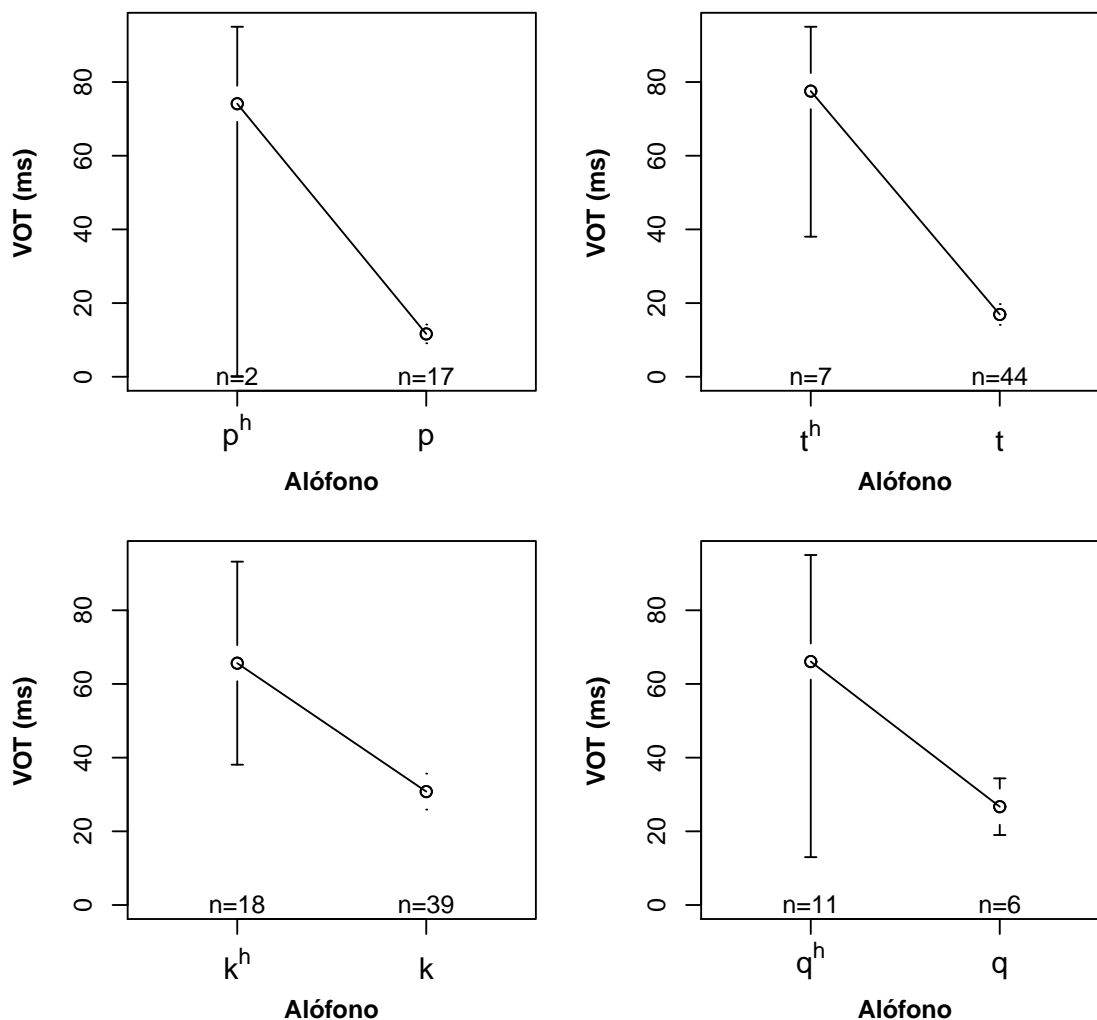 VOT (ms)
80
60
40
20
0
n=2 n=17
pʰ p
Alófono
VOT (ms)
80
60
40
20
0
n=7 n=44
tʰ t
Alófono
VOT (ms)
80
60
40
20
0
n=18 n=39
kʰ k
Alófono
VOT (ms)
80
60
40
20
0
n=11 n=6
qʰ q
Alófono